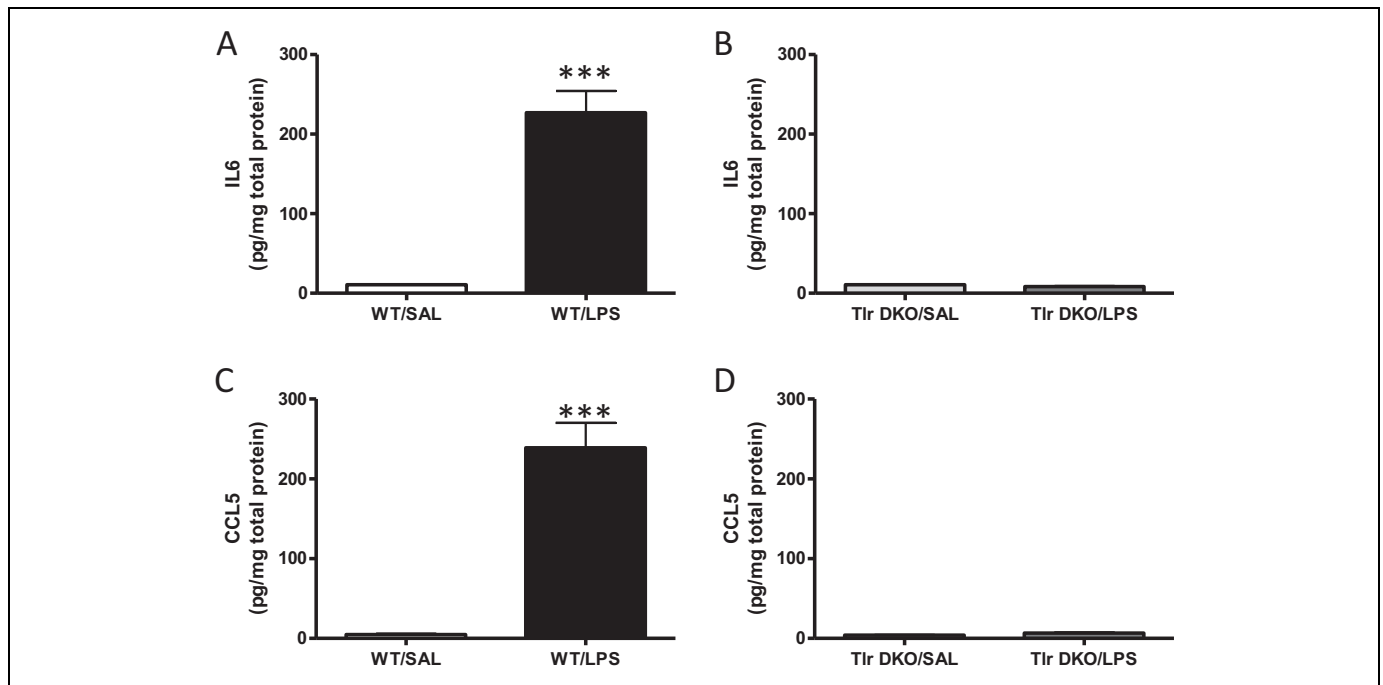 A
IL6
(pg/mg total protein)
300
200
100
0
***
WT/SAL
WT/LPS
B
IL6
(pg/mg total protein)
300
200
100
0
Tlr DKO/SAL
Tlr DKO/LPS
C
CCL5
(pg/mg total protein)
300
200
100
0
***
WT/SAL
WT/LPS
D
CCL5
(pg/mg total protein)
300
200
100
0
Tlr DKO/SAL
Tlr DKO/LPS